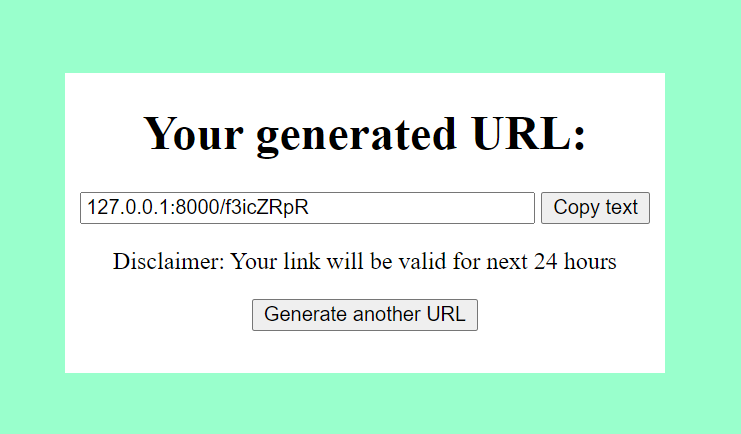 Your generated URL:
127.0.0.1:8000/f3icZRpR Copy text
Disclaimer: Your link will be valid for next 24 hours
Generate another URL